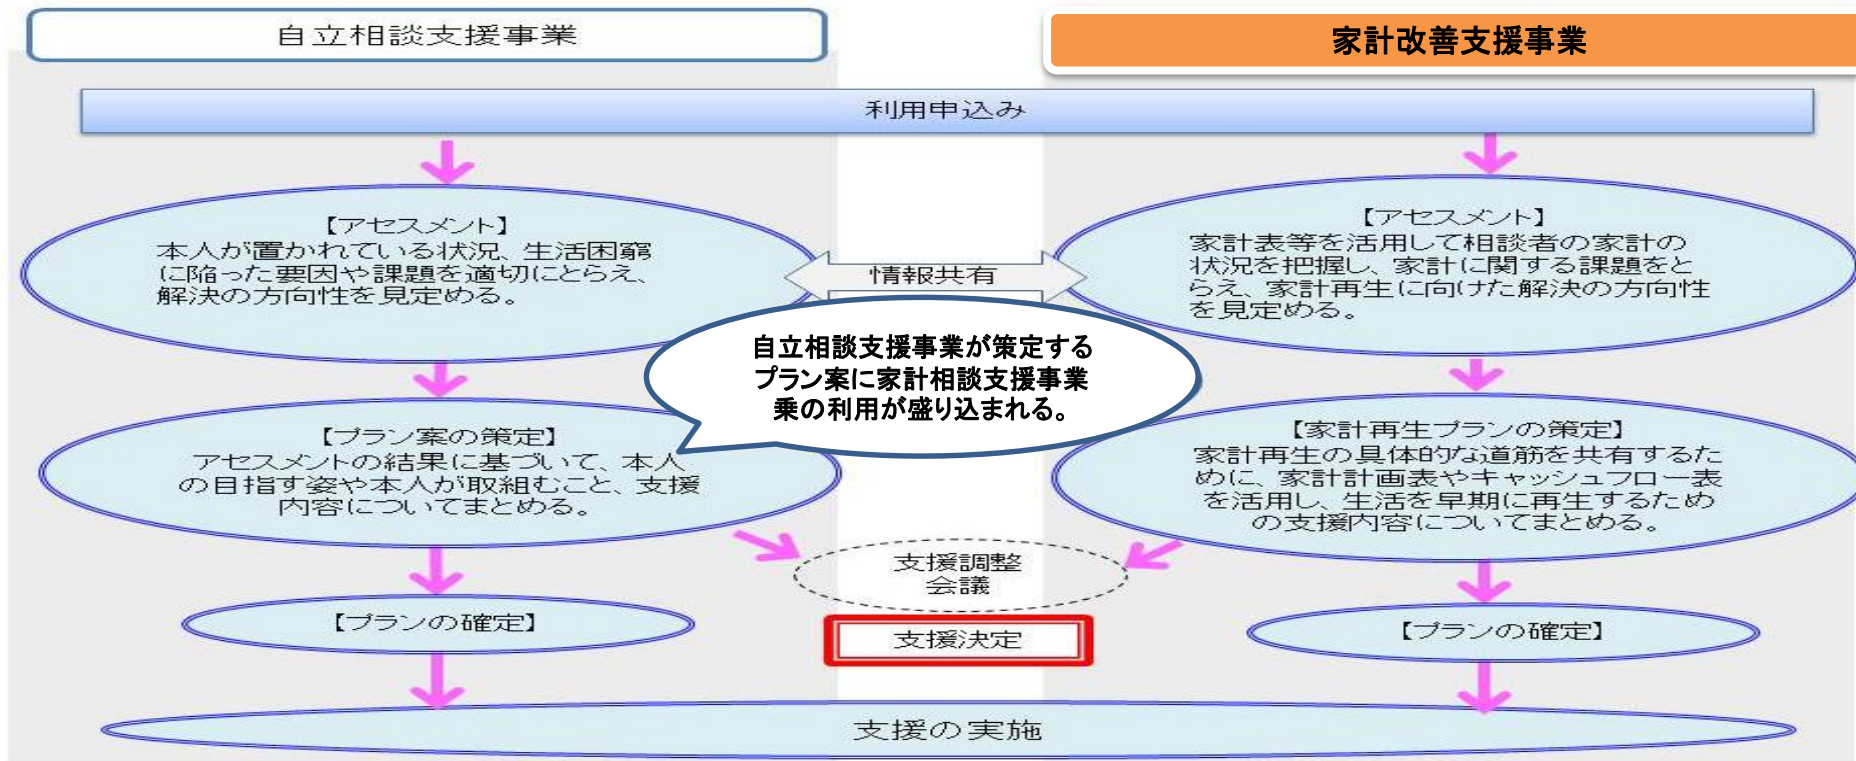 自立相談支援事業
家計改善支援事業
利用申込み
【アセスメント】
本人が置かれている状況、生活困窮
に陥った要因や課題を適切にとらえ、
解決の方向性を見定める。
情報共有
【アセスメント】
家計表等を活用して相談者の家計の
状況を把握し、家計に関する課題をと
らえ、家計再生に向けた解決の方向性
を見定める。
自立相談支援事業が策定する
プラン案に家計相談支援事業
乗の利用が盛り込まれる。
【プラン案の策定】
アセスメントの結果に基づいて、本人
の目指す姿や本人が取組むこと、支援
内容についてまとめる。
【家計再生プランの策定】
家計再生の具体的な道筋を共有するた
めに、家計計画表やキャッシュフロー表
を活用し、生活を早期に再生するため
の支援内容についてまとめる。
支援調整
会議
【プランの確定】
支援決定
【プランの確定】
支援の実施